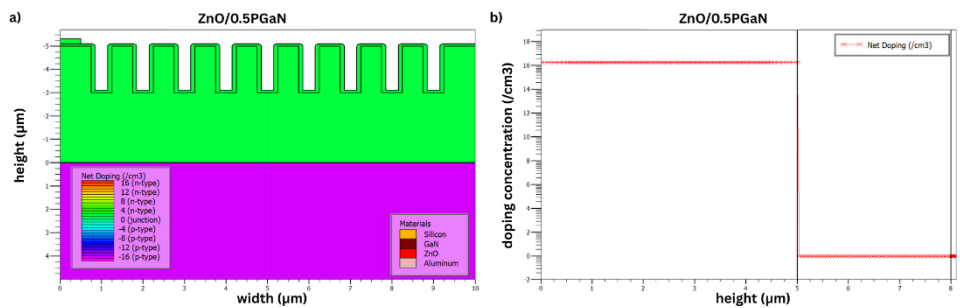 a)
ZnO/0.5PGaN
-5
-4
-3
-2
-1
0
1
2
3
4
height (µm)
Net Doping (/cm3)
16 (n-type)
12 (n-type)
8 (n-type)
4 (n-type)
0 (junction)
-4 (p-type)
-8 (p-type)
-12 (p-type)
-16 (p-type)
Materials
Silicon
GaN
ZnO
Aluminum
0 1 2 3 4 5 6 7 8 9 10
width (µm)
b)
ZnO/0.5PGaN
Net Doping (/cm3)
18
16
14
12
10
8
6
4
2
0
-2
doping concentration (/cm3)
0 1 2 3 4 5 6 7 8
height (µm)